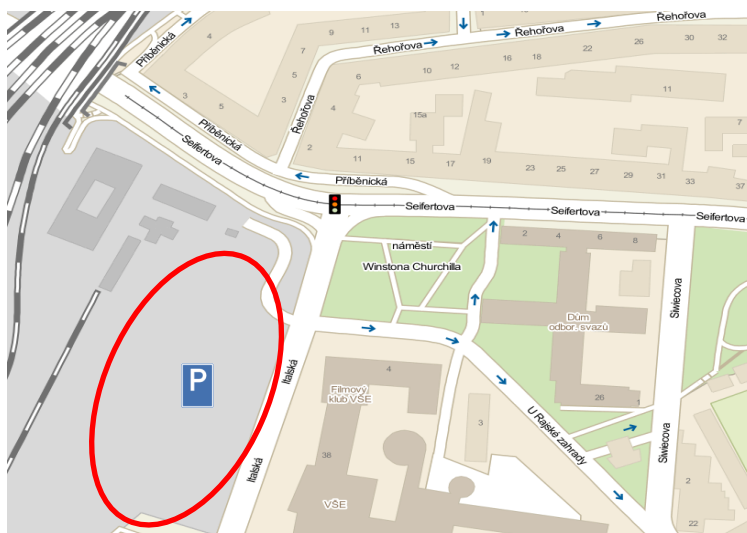 Řehořova
Řehořova
Řehořova
Příběnická
Řehořova
Příběnická
Seifertova
Příběnická
Seifertova
Seifertova
Seifertova
náměstí
Winstona Churchilla
Siwiecova
Dům
odbor. svazů
Italská
Filmový
klub VŠE
P
U Rajské zahrady
Italská
Siwiecova
VŠE
1
11
13
9
4
7
5
3
5
3
6
4
2
10
12
16
18
22
26
30
32
15a
11
7
11
15
17
19
23
25
27
29
31
33
37
2
4
6
8
4
3
26
1
38
2
22